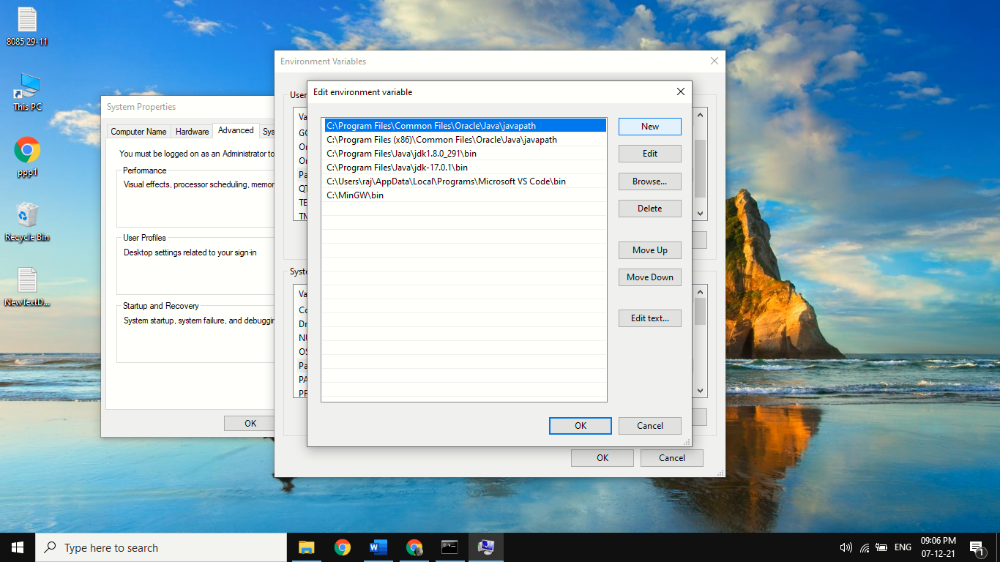 8085 29-11
This PC
ppp1
Recycle Bin
NewTextD...
System Properties
Computer Name
Hardware
Advanced
Sys
You must be logged on as an Administrator to
Performance
Visual effects, processor scheduling, memor
User Profiles
Desktop settings related to your sign-in
Startup and Recovery
System startup, system failure, and debuggin
OK
Environment Variables
User
Va
Pa
TE
Syste
Va
Dr
NU
OS
Pa
PA
PR
OK
Cancel
Edit environment variable
C:\Program Files\Common Files\Oracle\Java\javapath
C:\Program Files (x86)\Common Files\Oracle\Java\javapath
C:\Program Files\Java\jdk1.8.0_291\bin
C:\Program Files\Java\jdk-17.0.1\bin
C:\Users\raj\AppData\Local\Programs\Microsoft VS Code\bin
C:\MinGW\bin
New
Edit
Browse...
Delete
Move Up
Move Down
Edit text...
OK
Cancel
Type here to search
ENG
09:06 PM
07-12-21
1